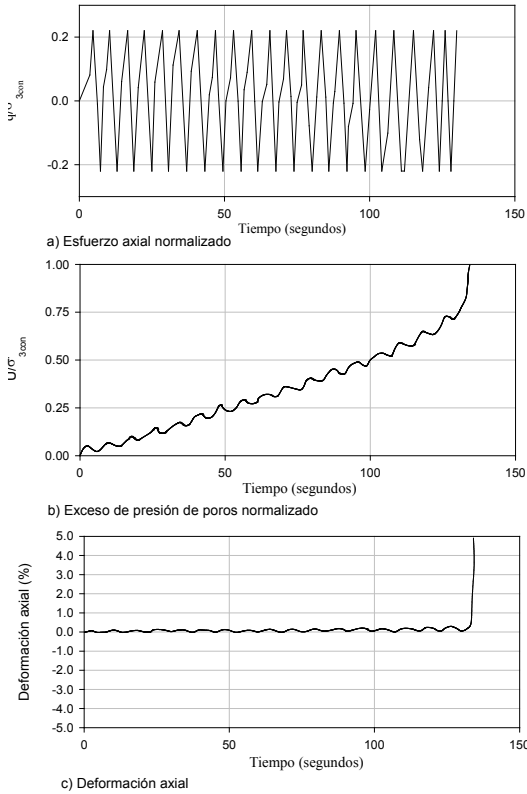 0.2
0.0
-0.2
0 50 100 150
Tiempo (segundos)
a) Esfuerzo axial normalizado
1.00
0.75
0.50
0.25
0.00
U/σ 3con
0 50 100 150
Tiempo (segundos)
b) Exceso de presión de poros normalizado
5.0
4.0
3.0
2.0
1.0
0.0
-1.0
-2.0
-3.0
-4.0
-5.0
Deformación axial (%)
0 50 100 150
Tiempo (segundos)
c) Deformación axial